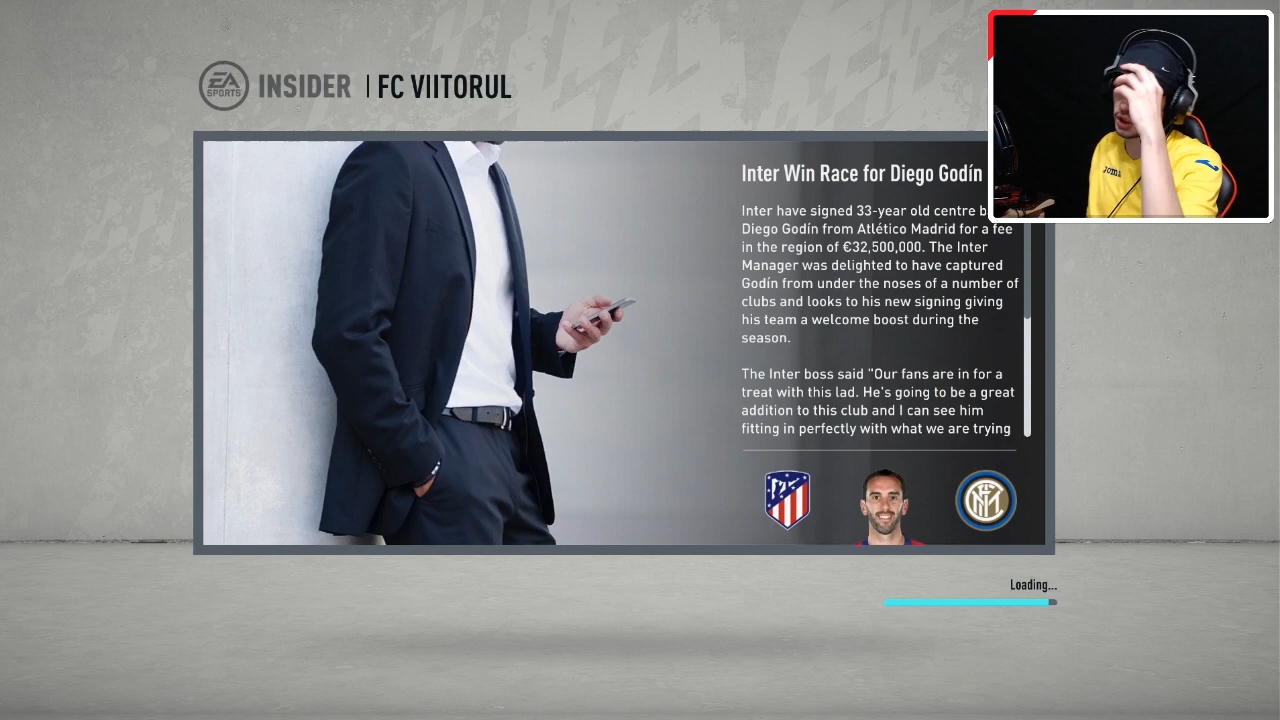 EA
SPORTS
INSIDER | FC VIITORUL
Inter Win Race for Diego Godín
Inter have signed 33-year old centre
Diego Godín from Atlético Madrid for a fee
in the region of €32,500,000. The Inter
Manager was delighted to have captured
Godín from under the noses of a number of
clubs and looks to his new signing giving
his team a welcome boost during the
season.
The Inter boss said "Our fans are in for a
treat with this lad. He's going to be a great
addition to this club and I can see him
fitting in perfectly with what we are trying
Loading...
Joma